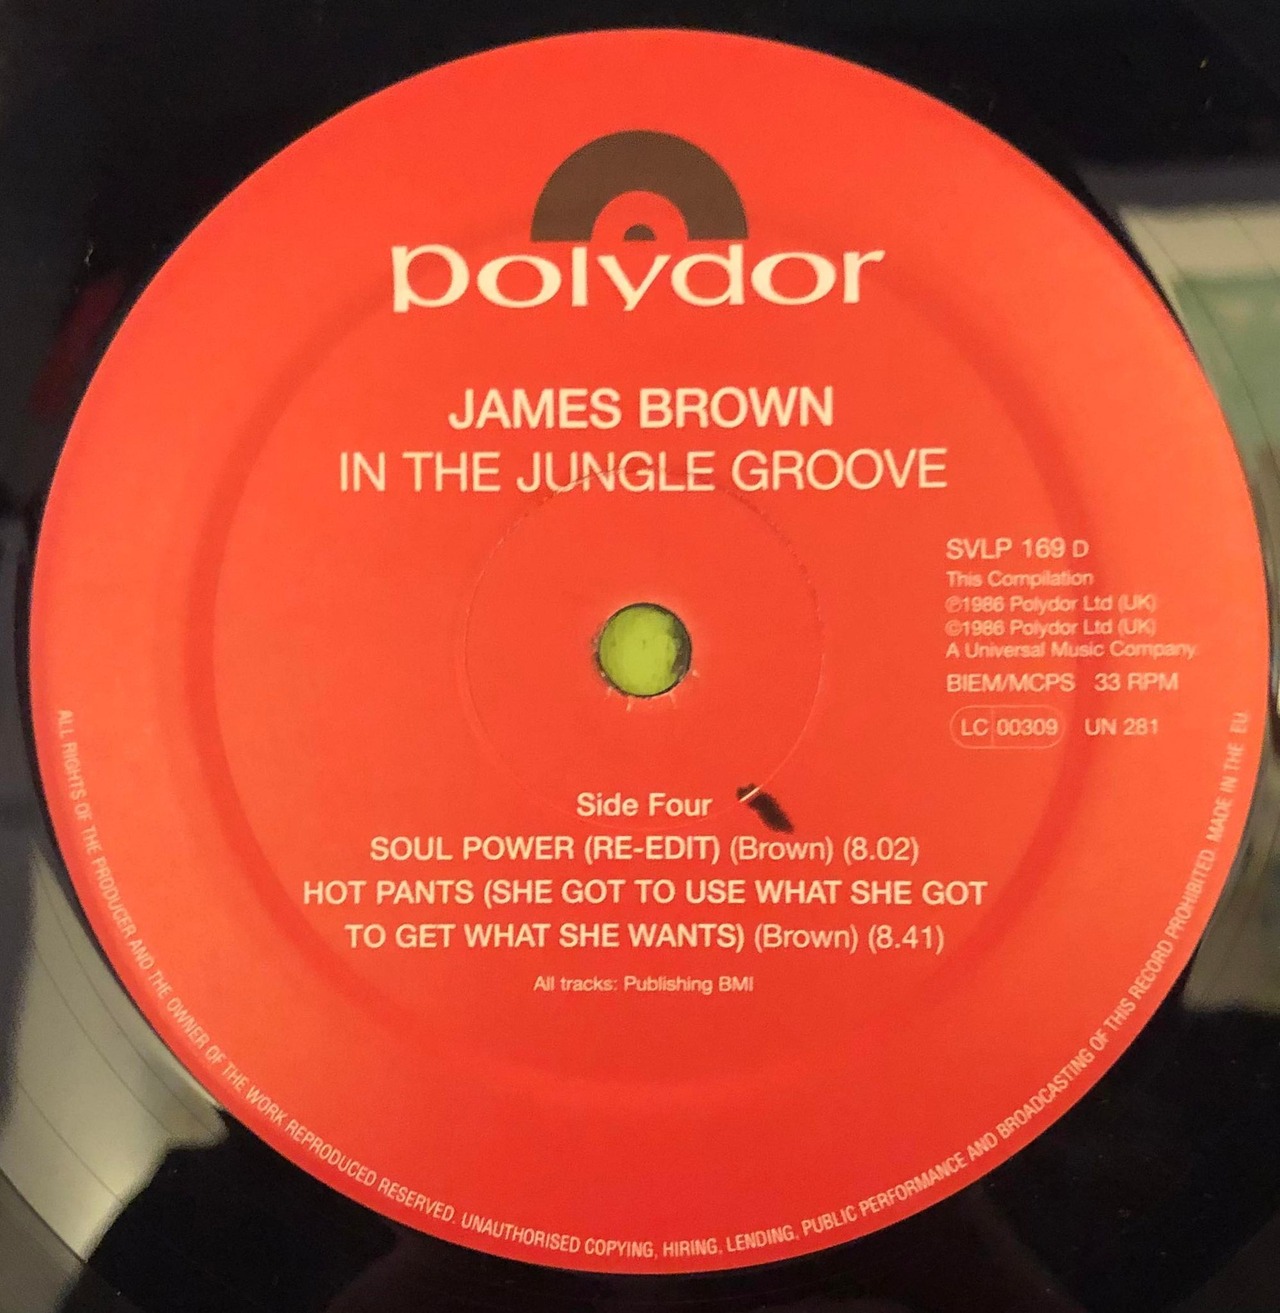 polydor
JAMES BROWN
IN THE JUNGLE GROOVE
SVLP 169 D
This Compilation
℗1986 Polydor Ltd (UK)
©1986 Polydor Ltd (UK)
A Universal Music Company
BIEM/MCPS 33 RPM
LC 00309 UN 281
Side Four
SOUL POWER (RE-EDIT) (Brown) (8.02)
HOT PANTS (SHE GOT TO USE WHAT SHE GOT
TO GET WHAT SHE WANTS) (Brown) (8.41)
All tracks: Publishing BMI
ALL RIGHTS OF THE PRODUCER AND THE OWNER OF THE WORK REPRODUCED RESERVED. UNAUTHORISED COPYING, HIRING, LENDING, PUBLIC PERFORMANCE AND BROADCASTING OF THIS RECORD PROHIBITED. MADE IN THE EU